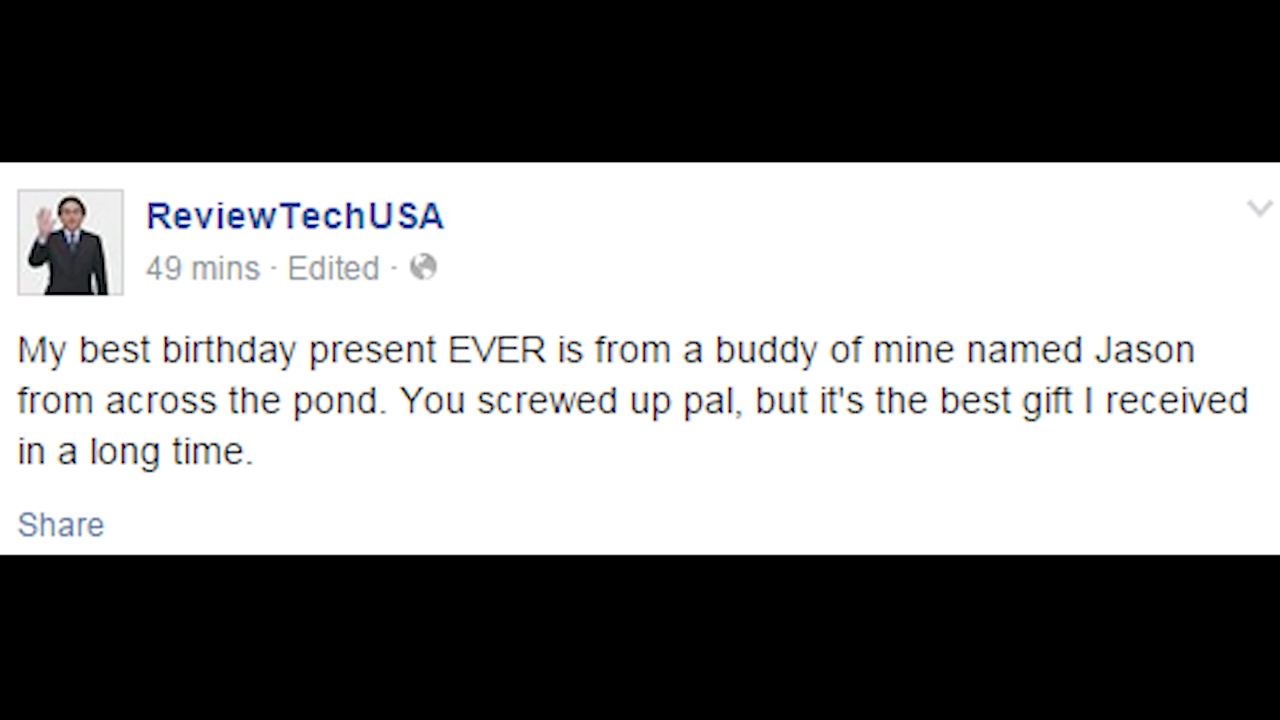 ReviewTechUSA
49 mins · Edited ·
My best birthday present EVER is from a buddy of mine named Jason
from across the pond. You screwed up pal, but it's the best gift I received
in a long time.
Share